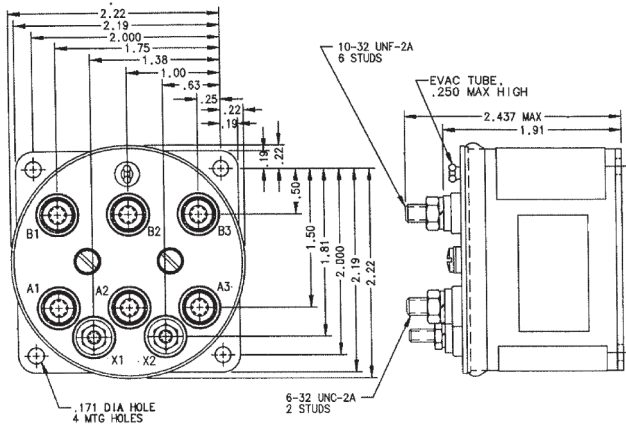 2.22
2.19
2.000
1.75
1.38
1.00
.63
.25
.22
.19
.19
.22
10-32 UNF-2A
6 STUDS
EVAC TUBE,
.250 MAX HIGH
2.437 MAX
1.91
.50
1.50
1.81
2.000
2.19
2.22
B1
B2
B3
A1
A2
A3
X1
X2
.171 DIA HOLE
4 MTG HOLES
6-32 UNC-2A
2 STUDS